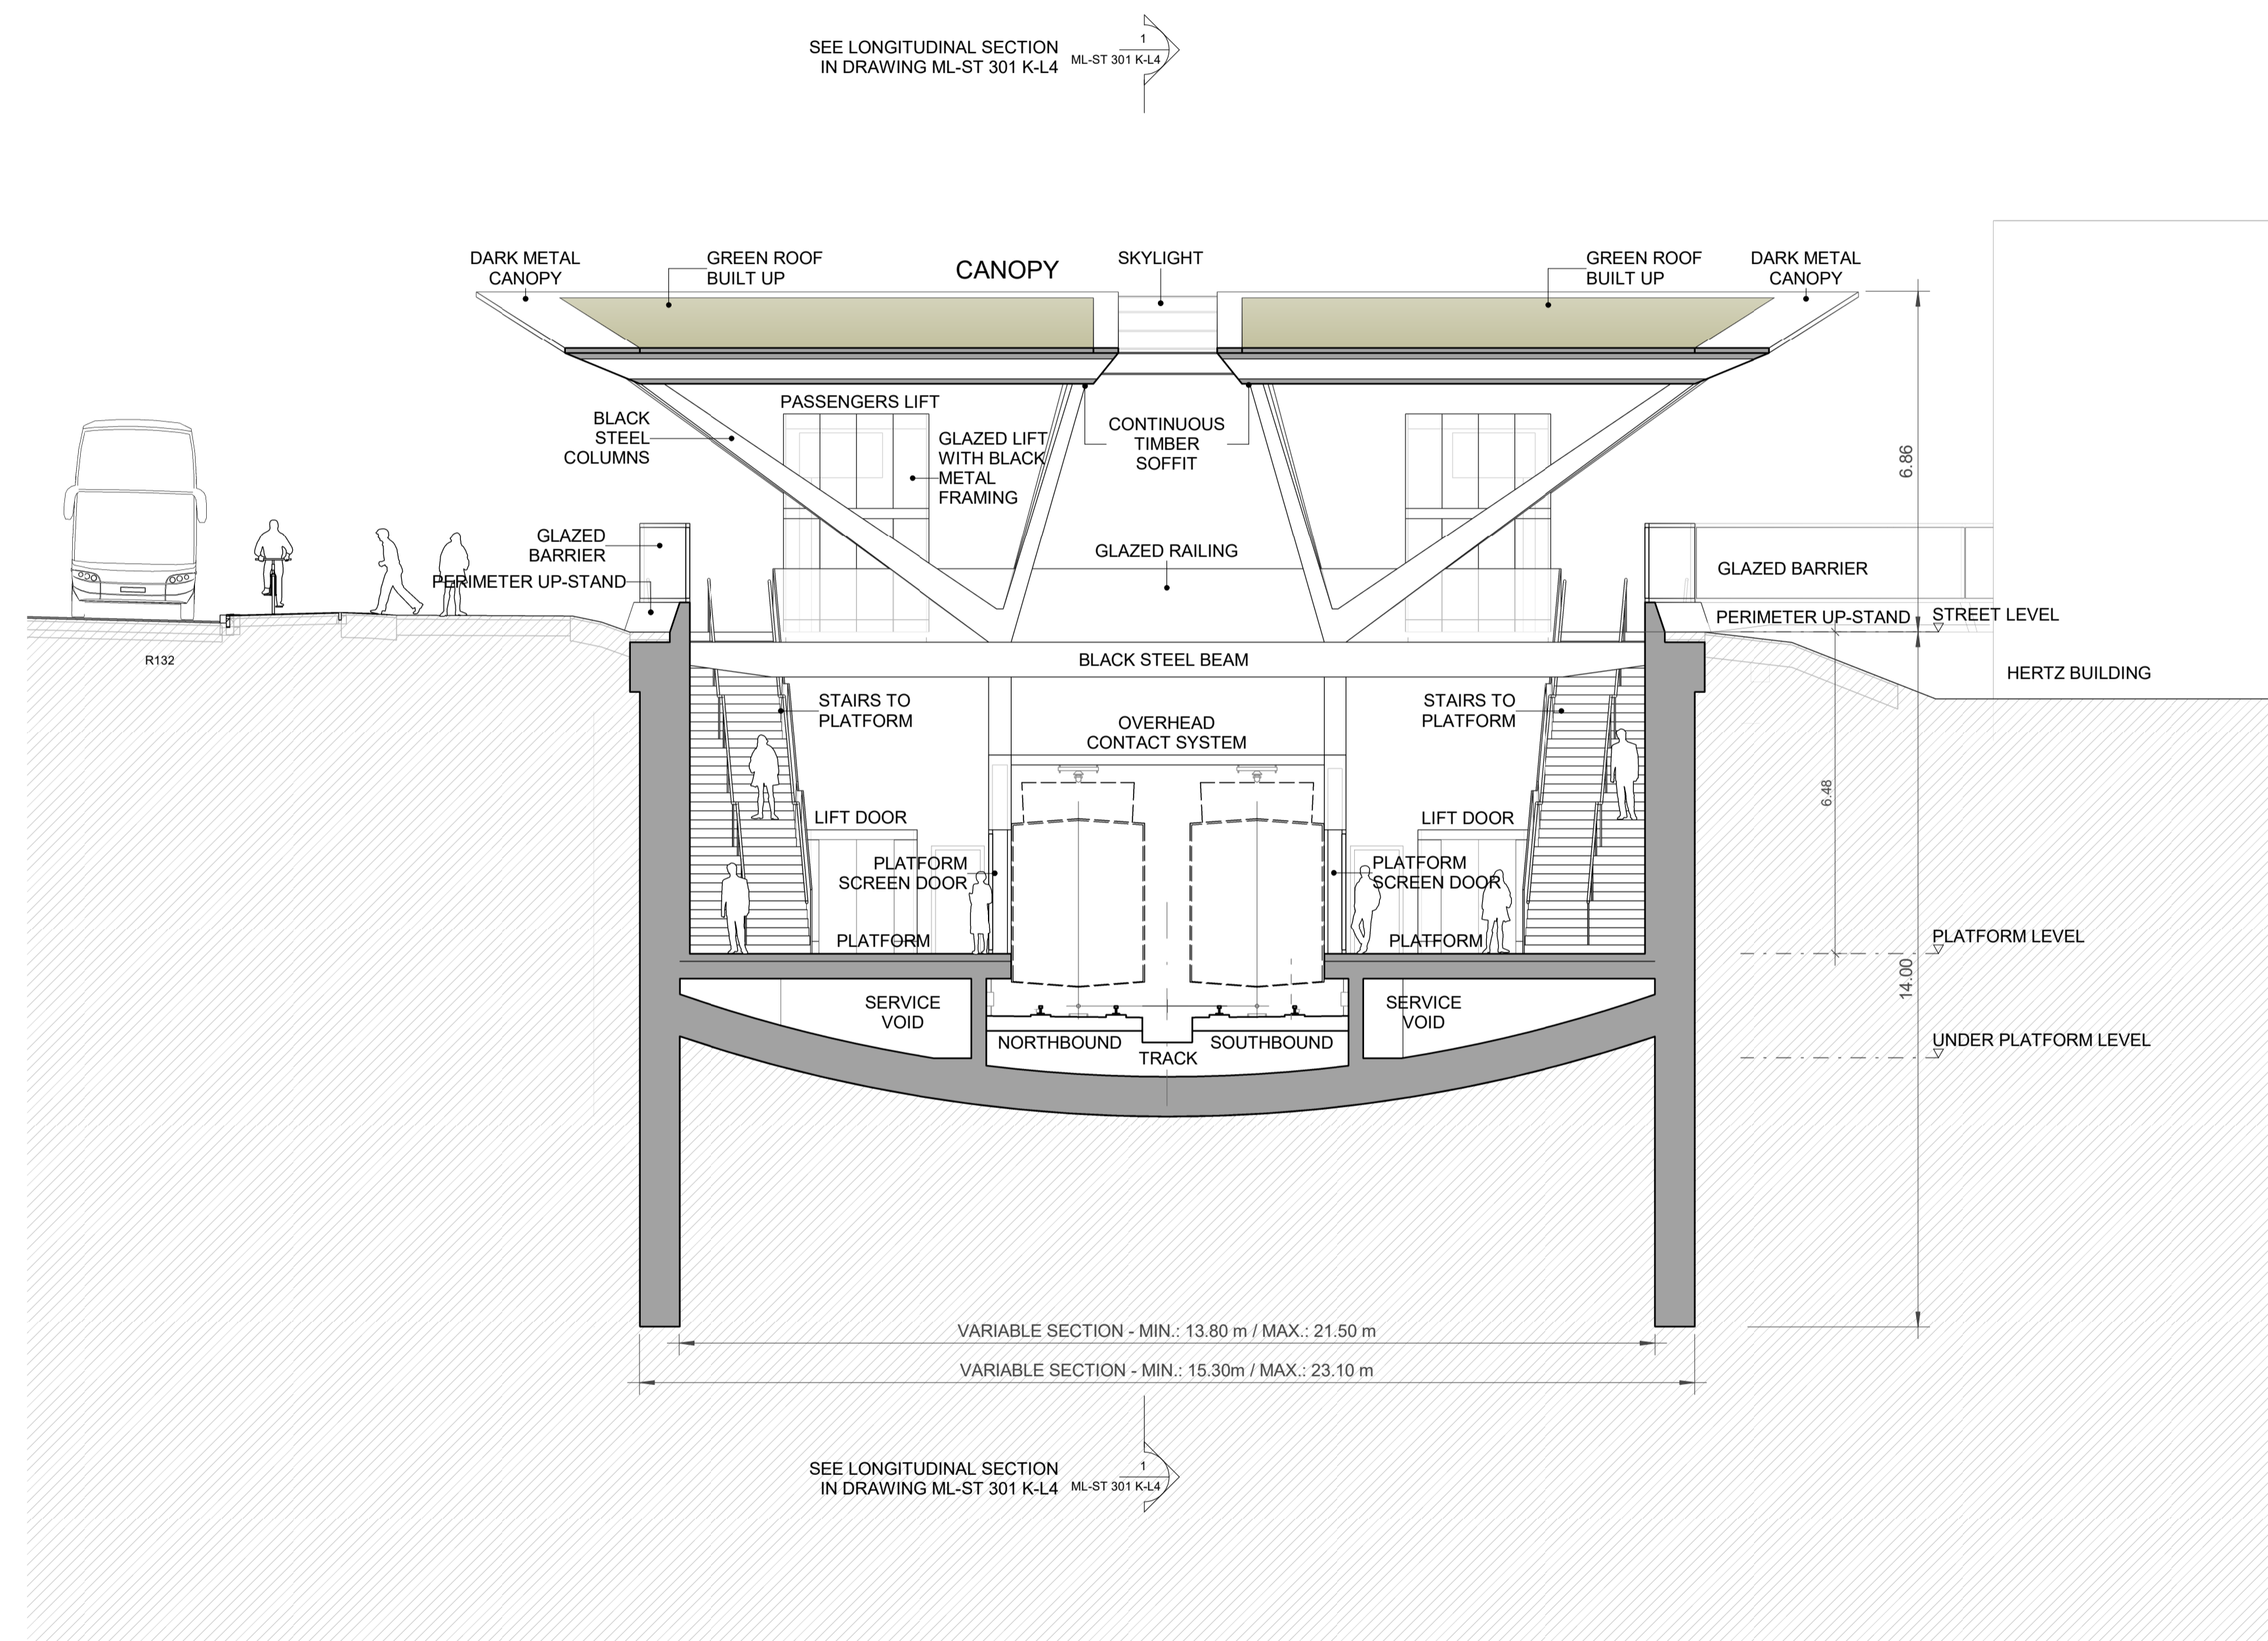 SEE LONGITUDINAL SECTION
IN DRAWING ML-ST 301 K-L4
1
ML-ST 301 K-L4
DARK METAL
CANOPY
GREEN ROOF
BUILT UP
CANOPY
SKYLIGHT
GREEN ROOF
BUILT UP
DARK METAL
CANOPY
PASSENGERS LIFT
BLACK
STEEL
COLUMNS
GLAZED LIFT
WITH BLACK
METAL
FRAMING
CONTINUOUS
TIMBER
SOFFIT
6.86
GLAZED
BARRIER
GLAZED RAILING
GLAZED BARRIER
PERIMETER UP-STAND
PERIMETER UP-STAND
STREET LEVEL
R132
BLACK STEEL BEAM
HERTZ BUILDING
STAIRS TO
PLATFORM
OVERHEAD
CONTACT SYSTEM
STAIRS TO
PLATFORM
6.48
LIFT DOOR
LIFT DOOR
PLATFORM
SCREEN DOOR
PLATFORM
SCREEN DOOR
PLATFORM
PLATFORM
PLATFORM LEVEL
14.00
SERVICE
VOID
SERVICE
VOID
NORTHBOUND
SOUTHBOUND
TRACK
UNDER PLATFORM LEVEL
VARIABLE SECTION - MIN.: 13.80 m / MAX.: 21.50 m
VARIABLE SECTION - MIN.: 15.30m / MAX.: 23.10 m
SEE LONGITUDINAL SECTION
IN DRAWING ML-ST 301 K-L4
1
ML-ST 301 K-L4